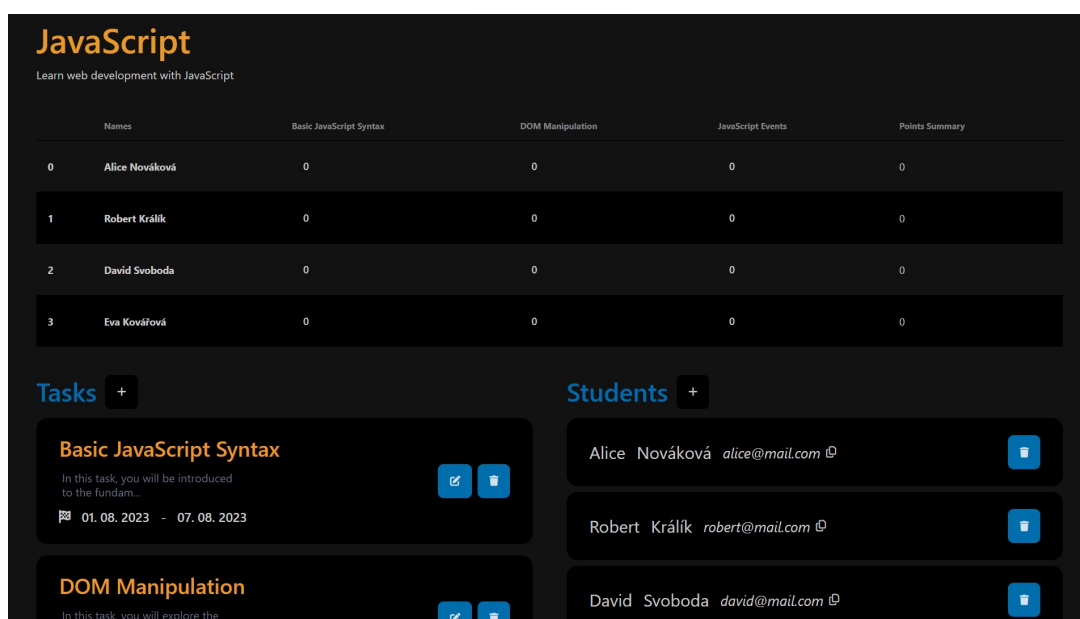 JavaScript
Learn web development with JavaScript
Names Basic JavaScript Syntax DOM Manipulation JavaScript Events Points Summary
0 Alice Nováková 0 0 0 0
1 Robert Králík 0 0 0 0
2 David Svoboda 0 0 0 0
3 Eva Kovářová 0 0 0 0
Tasks +
Basic JavaScript Syntax
In this task, you will be introduced
to the fundam...
01. 08. 2023 - 07. 08. 2023
DOM Manipulation
In this task, you will explore the
Students +
Alice Nováková alice@mail.com
Robert Králík robert@mail.com
David Svoboda david@mail.com